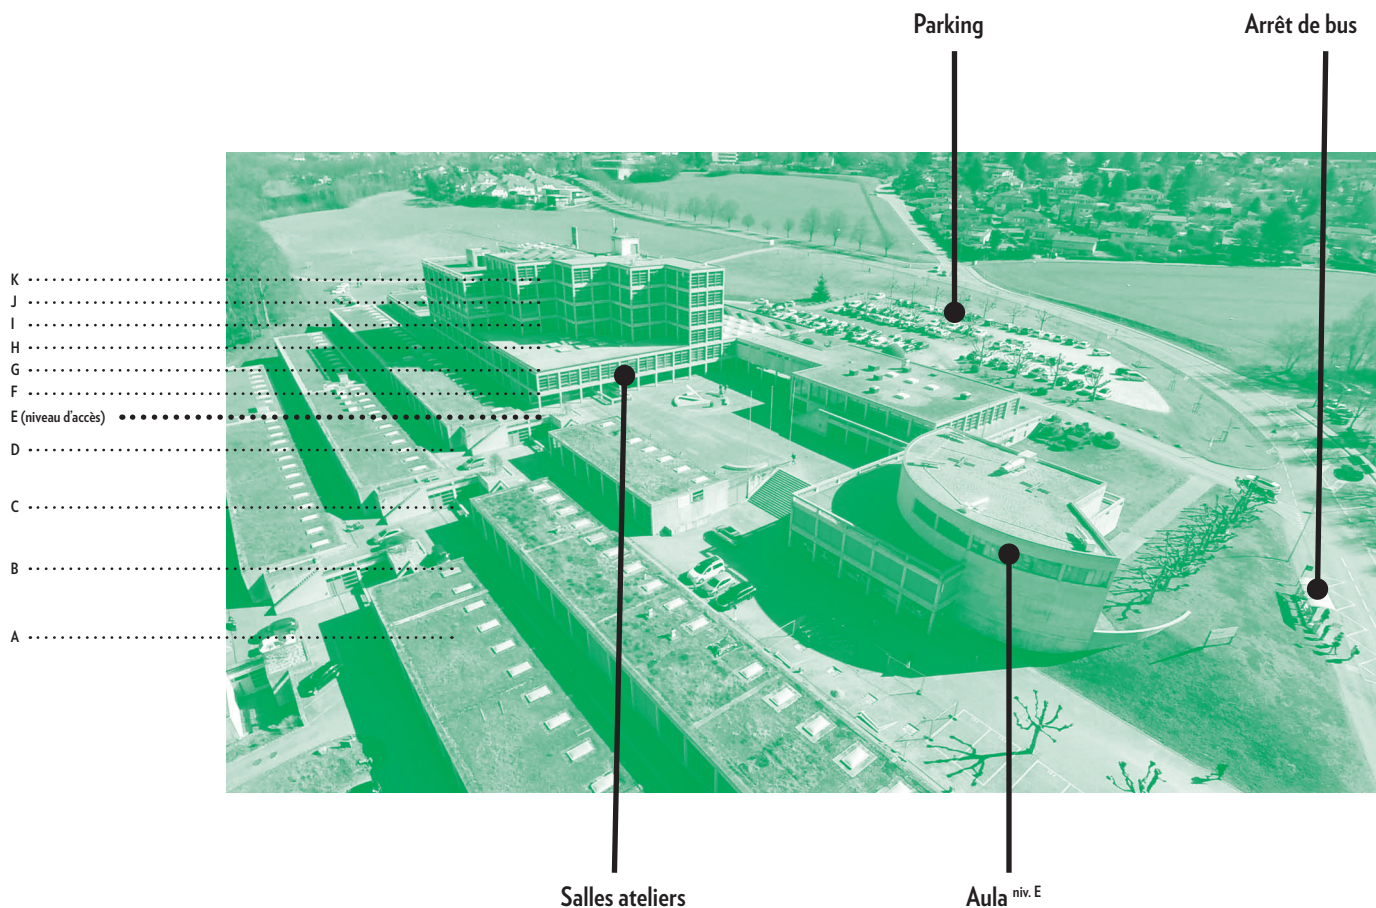 Parking
Arrêt de bus
K
J
I
H
G
F
E (niveau d'accès)
D
C
B
A
Salles ateliers
Aula niv. E